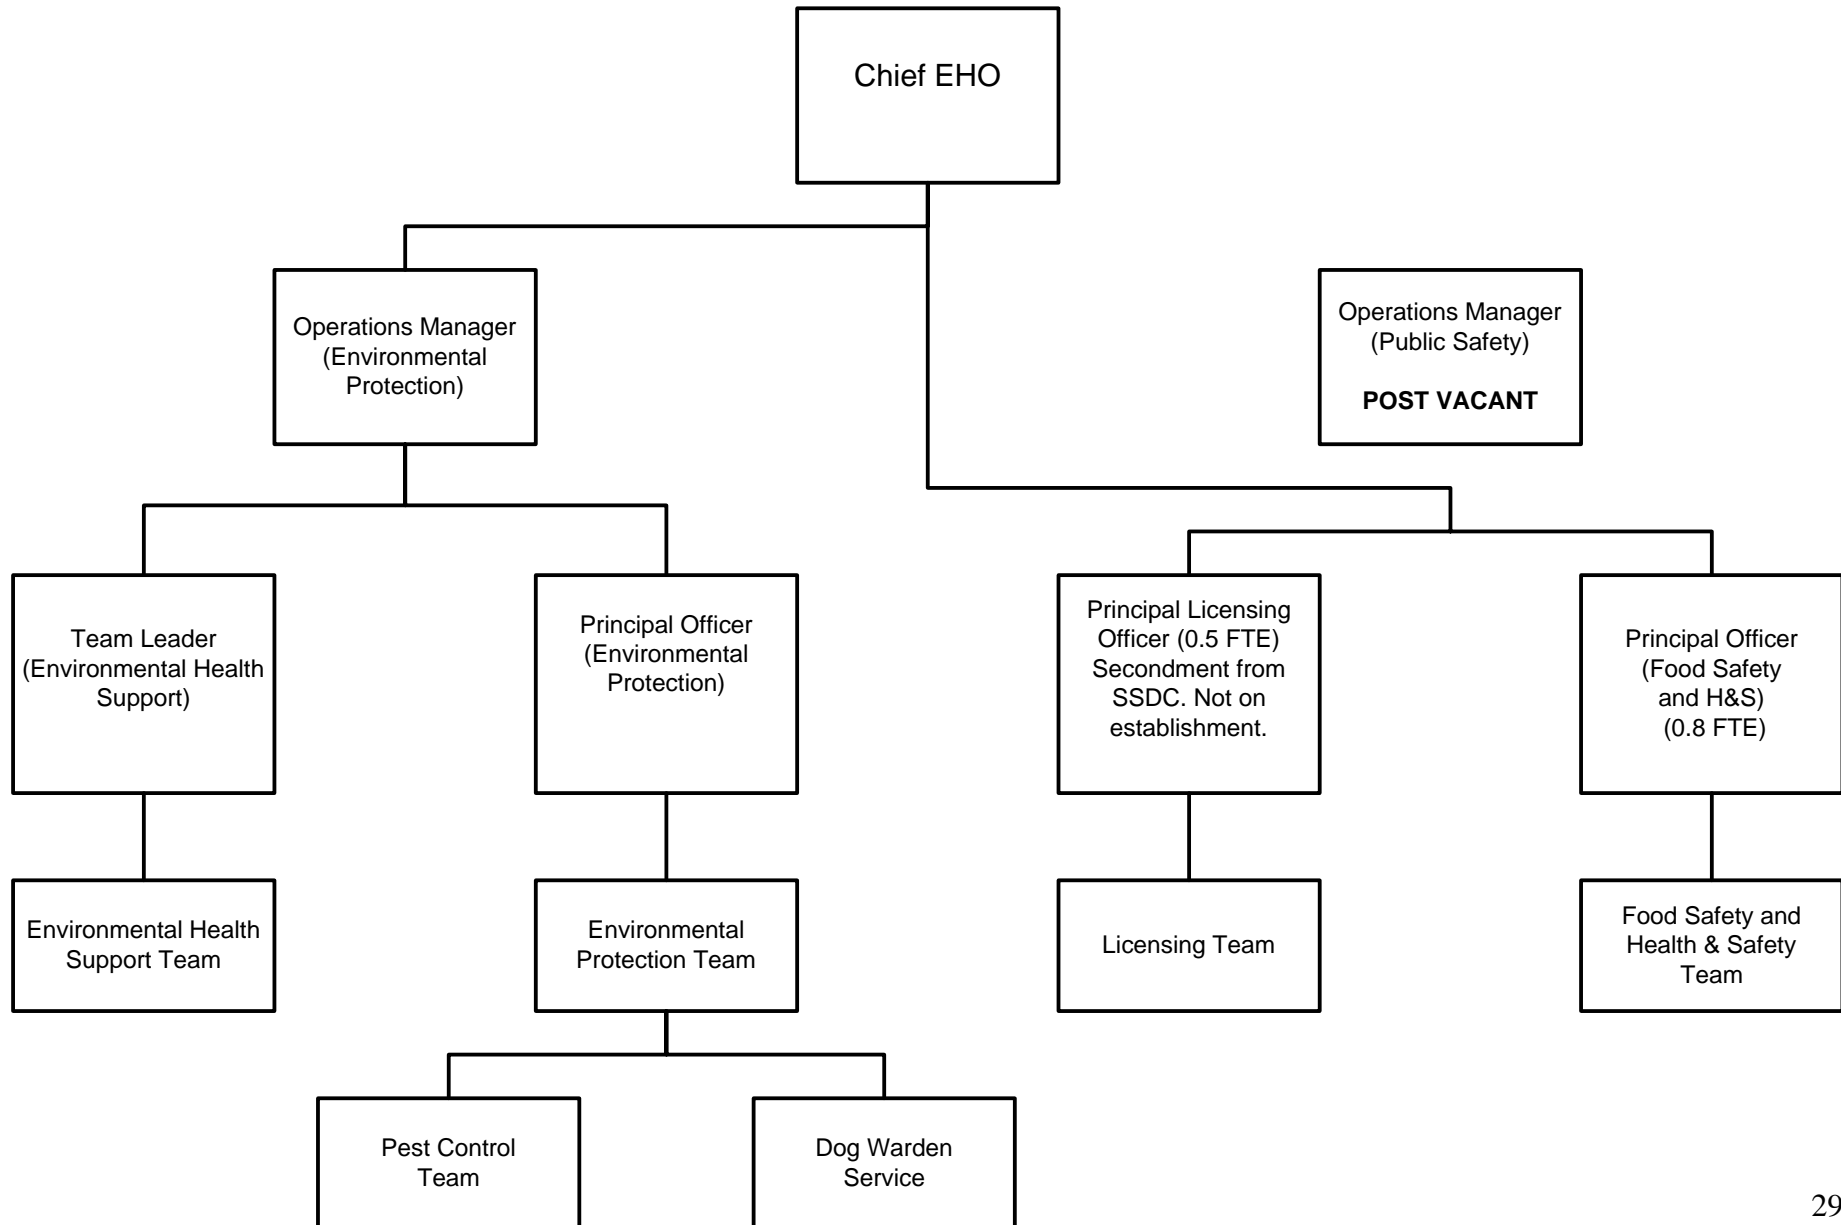 Chief EHO
Operations Manager
(Environmental
Protection)
Operations Manager
(Public Safety)
POST VACANT
Team Leader
(Environmental Health
Support)
Principal Officer
(Environmental
Protection)
Principal Licensing
Officer (0.5 FTE)
Secondment from
SSDC. Not on
establishment.
Principal Officer
(Food Safety
and H&S)
(0.8 FTE)
Environmental Health
Support Team
Environmental
Protection Team
Licensing Team
Food Safety and
Health & Safety
Team
Pest Control
Team
Dog Warden
Service
29